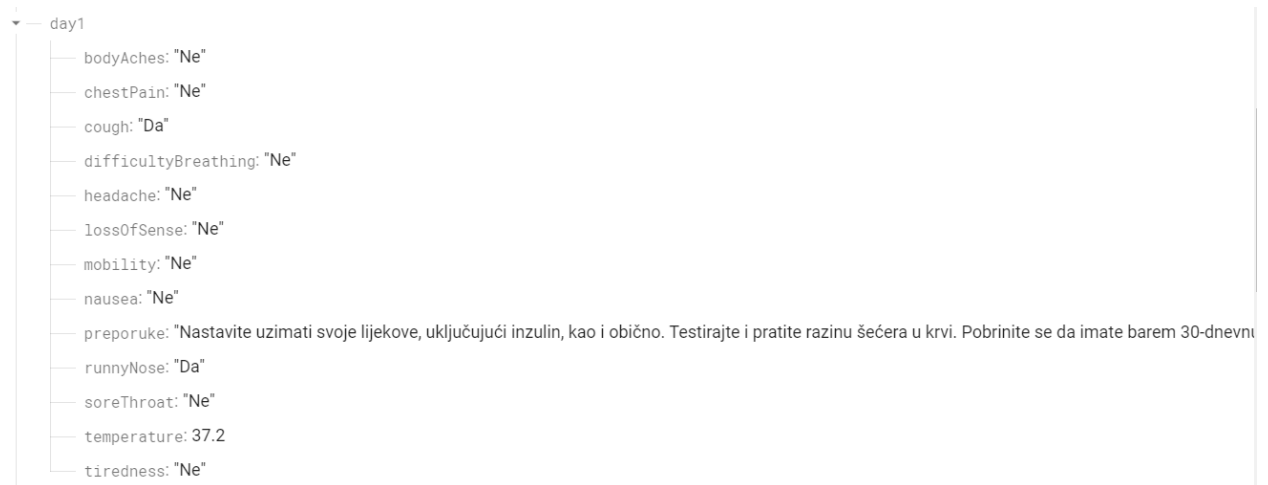 day1
bodyAches: "Ne"
chestPain: "Ne"
cough: "Da"
difficultyBreathing: "Ne"
headache: "Ne"
lossOfSense: "Ne"
mobility: "Ne"
nausea: "Ne"
preporuke: "Nastavite uzimati svoje lijekove, uključujući inzulin, kao i obično. Testirajte i pratite razinu šećera u krvi. Pobrinite se da imate barem 30-dnevnu
runnyNose: "Da"
soreThroat: "Ne"
temperature: 37.2
tiredness: "Ne"